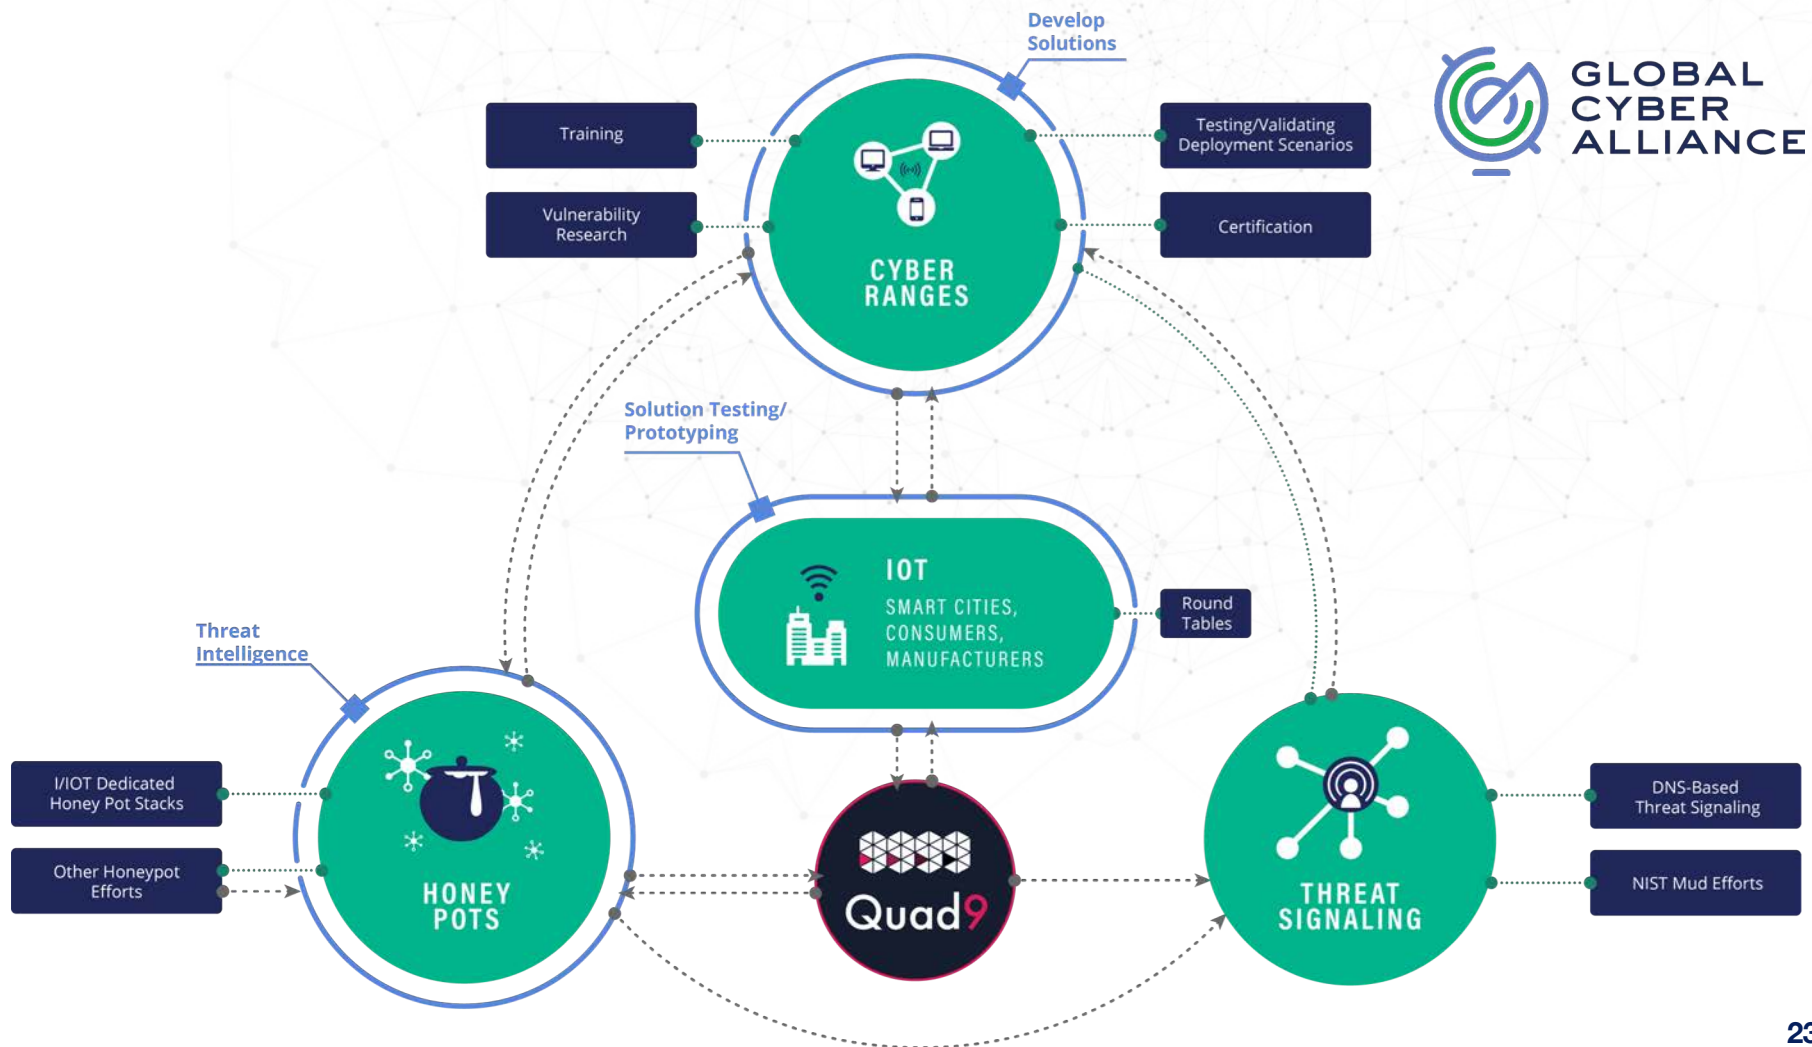 Develop
Solutions
GLOBAL
CYBER
ALLIANCE
Training
Testing/Validating
Deployment Scenarios
Vulnerability
Research
Certification
CYBER
RANGES
Solution Testing/
Prototyping
IOT
SMART CITIES,
CONSUMERS,
MANUFACTURERS
Round
Tables
Threat
Intelligence
I/IOT Dedicated
Honey Pot Stacks
Other Honeypot
Efforts
HONEY
POTS
Quad9
THREAT
SIGNALING
DNS-Based
Threat Signaling
NIST Mud Efforts
23